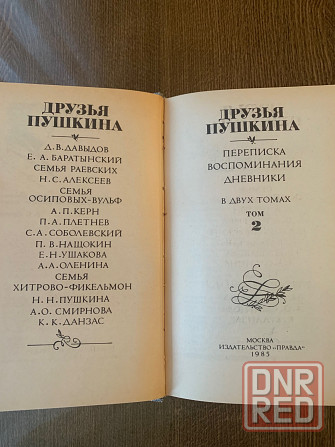 ДРУЗЬЯ
ПУШКИНА
Д. В. ДАВЫДОВ
Е. А. БАРАТЫНСКИЙ
СЕМЬЯ РАЕВСКИХ
Н. С. АЛЕКСЕЕВ
СЕМЬЯ
ОСИПОВЫХ-ВУЛЬФ
А. П. КЕРН
П. А. ПЛЕТНЕВ
С. А. СОБОЛЕВСКИЙ
П. В. НАЩОКИН
Е. Н. УШАКОВА
А. А. ОЛЕНИНА
СЕМЬЯ
ХИТРОВО-ФИКЕЛЬМОН
Н. Н. ПУШКИНА
А. О. СМИРНОВА
К. К. ДАНЗАС
ДРУЗЬЯ
ПУШКИНА
ПЕРЕПИСКА
ВОСПОМИНАНИЯ
ДНЕВНИКИ
В ДВУХ ТОМАХ
ТОМ
2
МОСКВА
ИЗДАТЕЛЬСТВО «ПРАВДА»
1985
DNR
RED